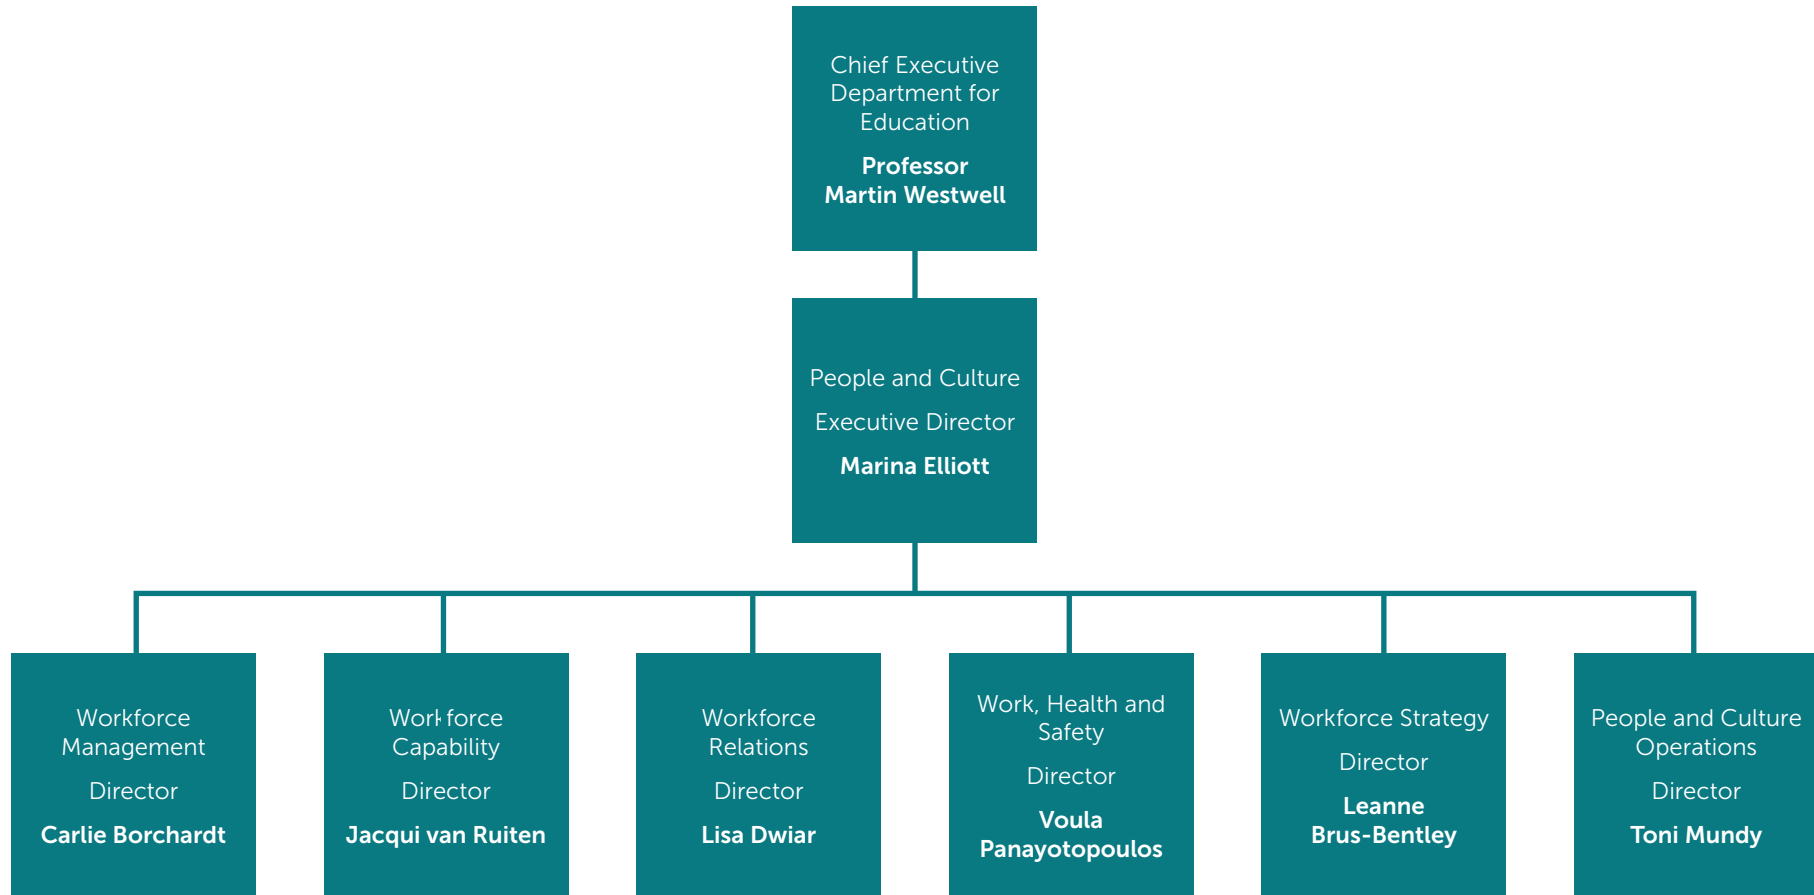 Chief Executive
Department for
Education
Professor
Martin Westwell
People and Culture
Executive Director
Marina Elliott
Workforce
Management
Director
Carlie Borchardt
Workforce
Capability
Director
Jacqui van Ruiten
Workforce
Relations
Director
Lisa Dwiar
Work, Health and
Safety
Director
Voula
Panayotopoulos
Workforce Strategy
Director
Leanne
Brus-Bentley
People and Culture
Operations
Director
Toni Mundy